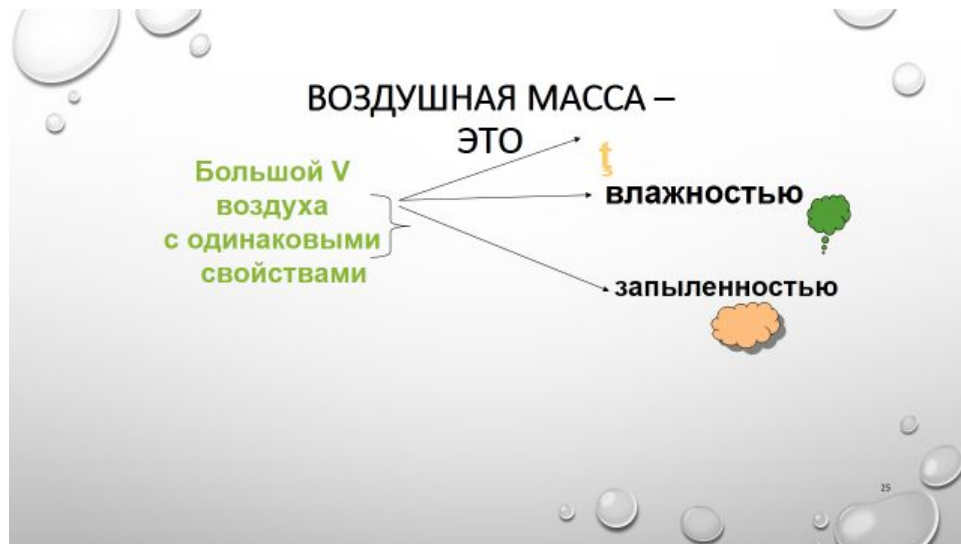 ВОЗДУШНАЯ МАССА –
ЭТО
Большой V
воздуха
с одинаковыми
свойствами
ţ
влажностью
запыленностью
25